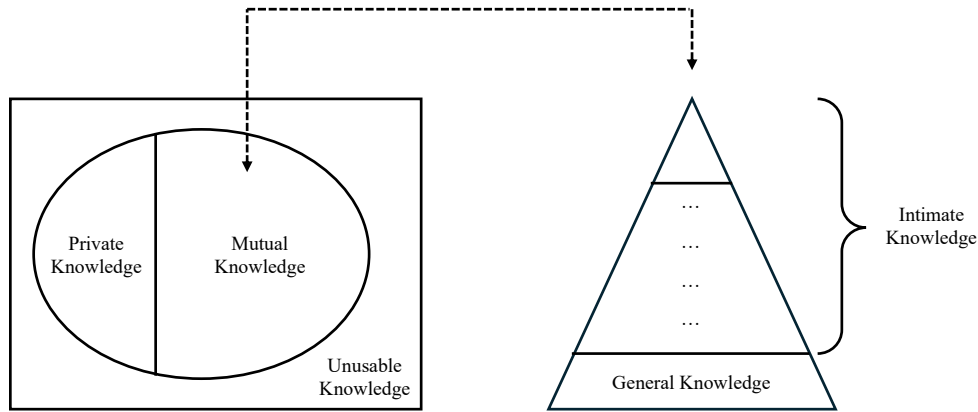 Private
Knowledge
Mutual
Knowledge
Unusable
Knowledge
…
…
…
…
General Knowledge
Intimate
Knowledge